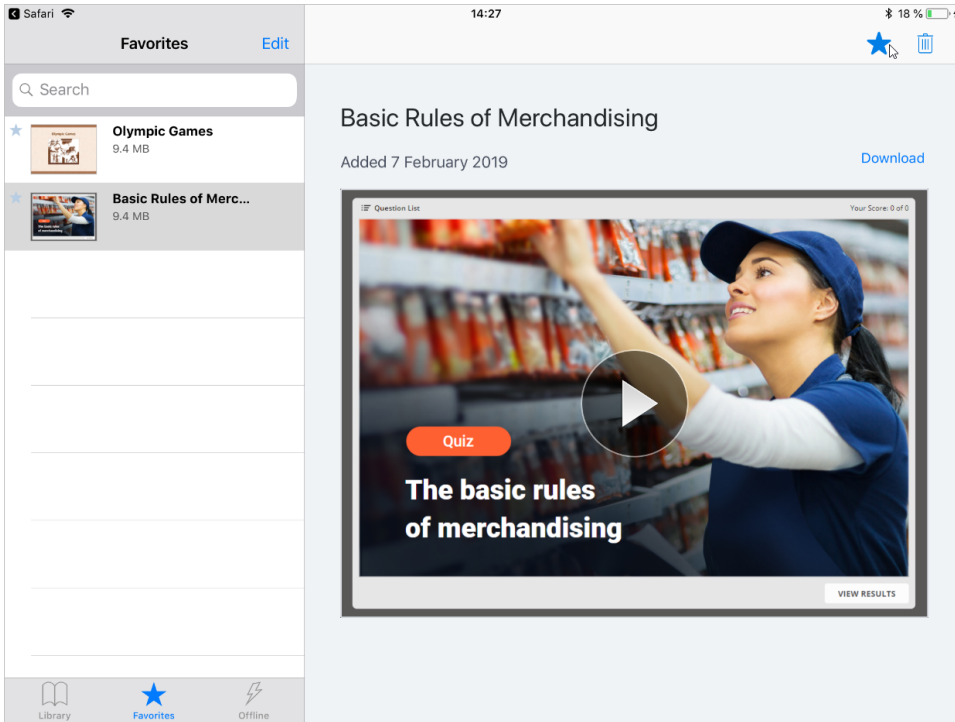 Safari
14:27
18 %
Favorites
Edit
Search
Olympic Games
9.4 MB
Basic Rules of Merc...
9.4 MB
Library
Favorites
Offline
Basic Rules of Merchandising
Added 7 February 2019
Download
Question List
Your Score: 0 of 0
Quiz
The basic rules
of merchandising
VIEW RESULTS